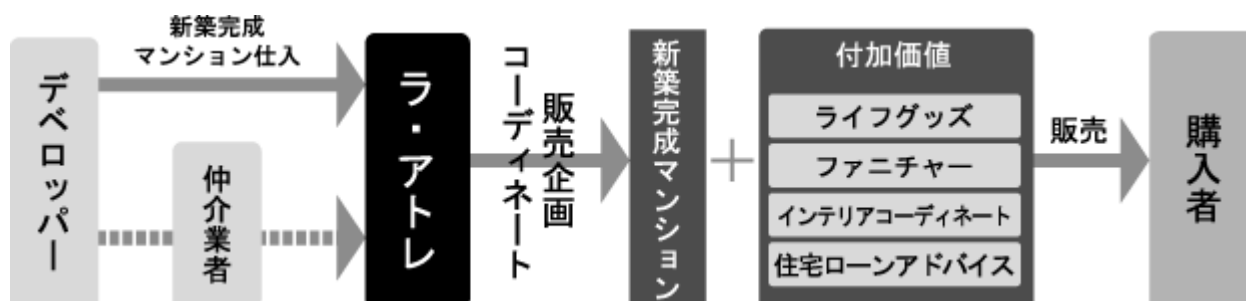 新築完成
マンション仕入
デベロッパー
仲介業者
ラ・アトレ
販売企画
コーディネート
新築完成マンション
＋
付加価値
ライフグッズ
ファニチャー
インテリアコーディネート
住宅ローンアドバイス
販売
購入者